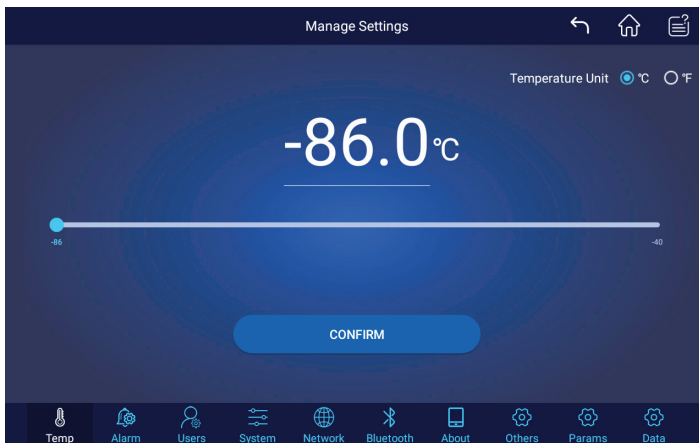 Manage Settings
Temperature Unit ℃ ℉
-86.0℃
-86 -40
CONFIRM
Temp Alarm Users System Network Bluetooth About Others Params Data